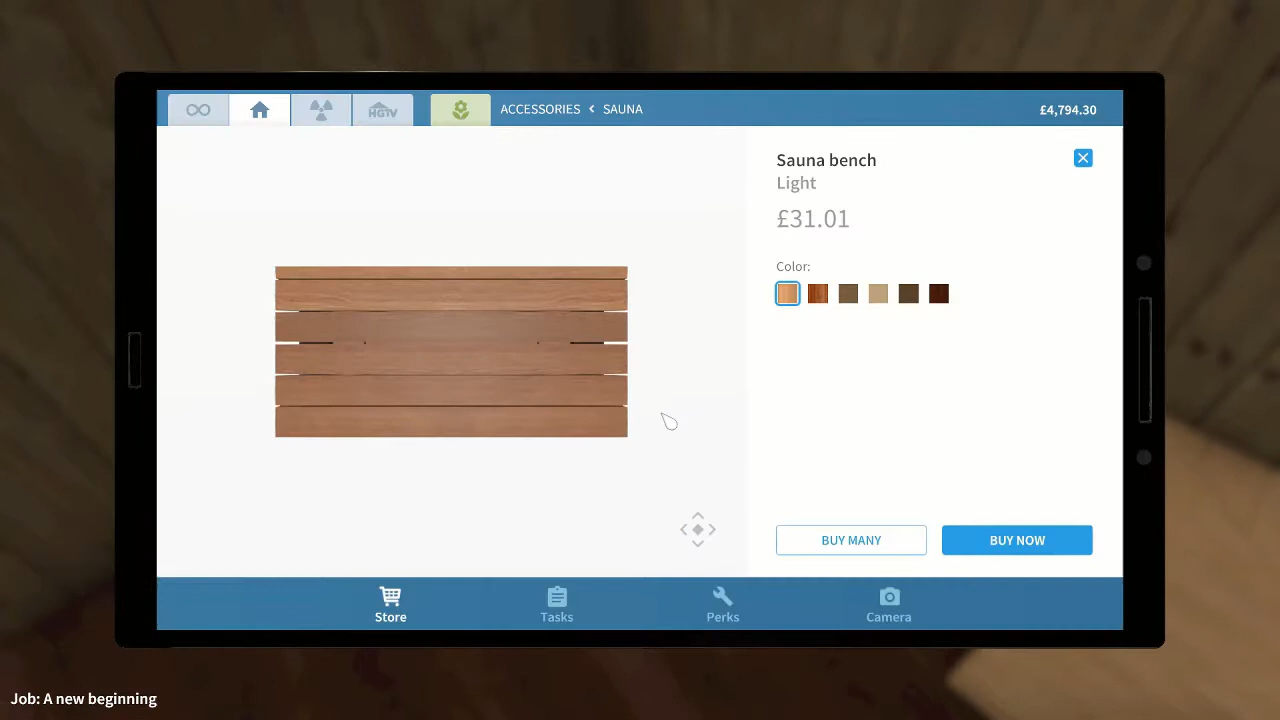 HGTV
ACCESSORIES < SAUNA
£4,794.30
Sauna bench
Light
£31.01
Color:
BUY MANY
BUY NOW
Store
Tasks
Perks
Camera
Job: A new beginning